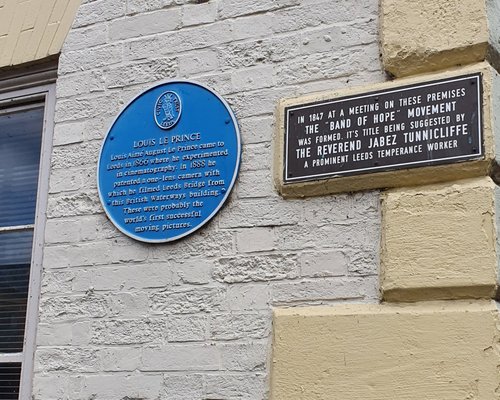 LOUIS LE PRINCE
Louis Aimé Auguste Le Prince came to
Leeds in 1866 where he experimented
in cinematography. In 1888 he
patented a one-lens camera with
which he filmed Leeds Bridge from
this British Waterways building.
These were probably the
world's first successful
moving pictures.
IN 1847 AT A MEETING ON THESE PREMISES
THE "BAND OF HOPE" MOVEMENT
WAS FORMED. IT'S TITLE BEING SUGGESTED BY
THE REVEREND JABEZ TUNNICLIFFE
A PROMINENT LEEDS TEMPERANCE WORKER